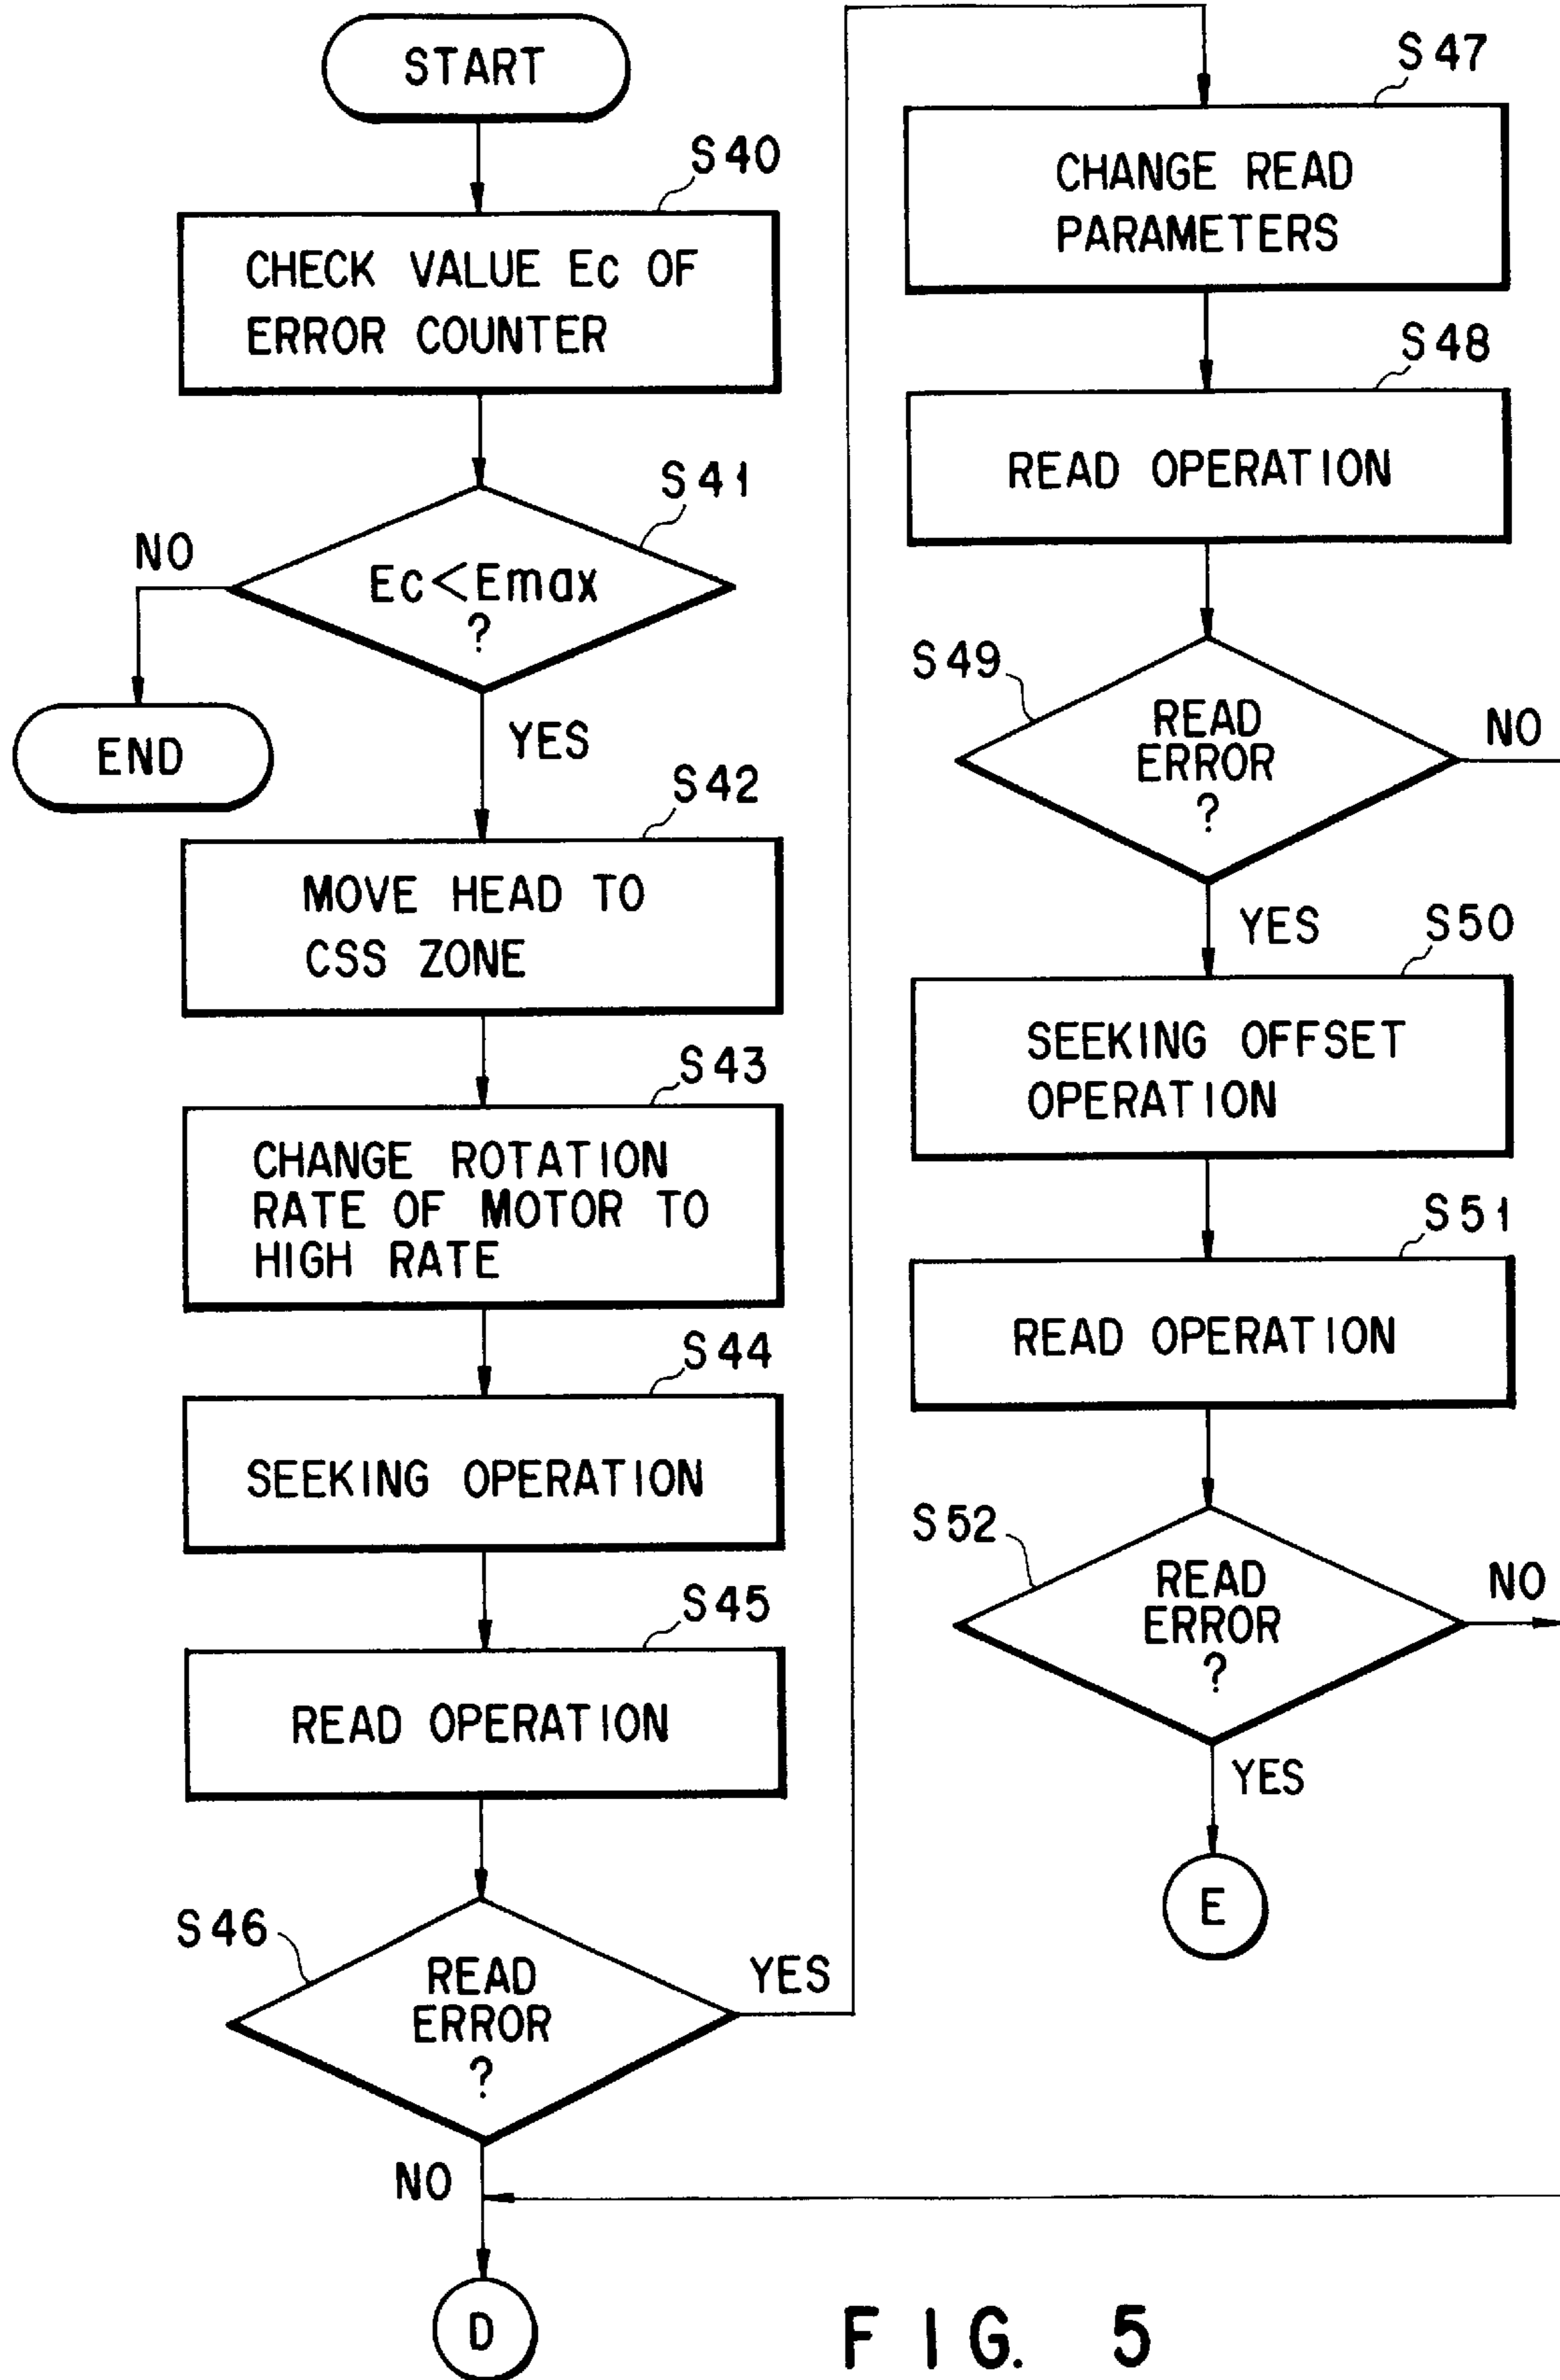 START
S40
CHECK VALUE Ec OF
ERROR COUNTER
S41
Ec<Emax
?
NO
END
YES
S42
MOVE HEAD TO
CSS ZONE
S43
CHANGE ROTATION
RATE OF MOTOR TO
HIGH RATE
S44
SEEKING OPERATION
S45
READ OPERATION
S46
READ
ERROR
?
YES
NO
D
S47
CHANGE READ
PARAMETERS
S48
READ OPERATION
S49
READ
ERROR
?
NO
YES
S50
SEEKING OFFSET
OPERATION
S51
READ OPERATION
S52
READ
ERROR
?
NO
YES
E
FIG. 5